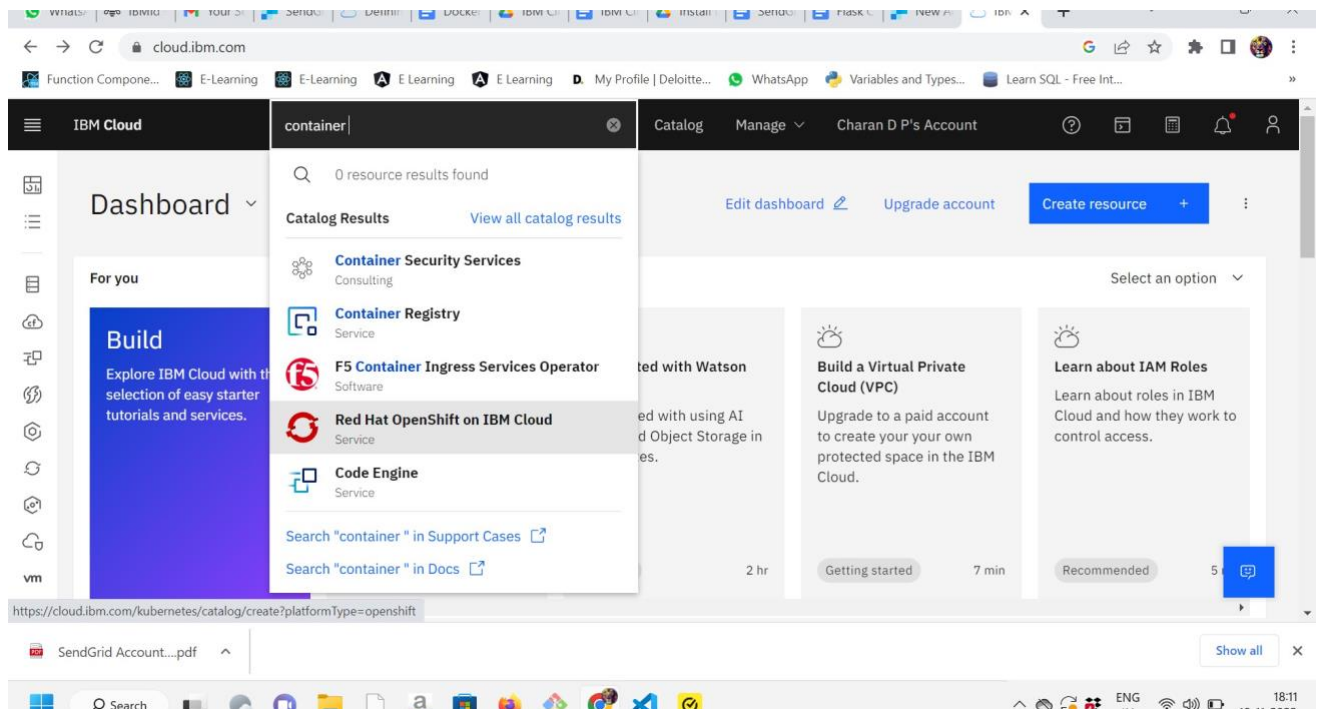 cloud.ibm.com
Function Compone... E-Learning E-Learning E Learning E Learning D. My Profile | Deloitte... WhatsApp Variables and Types... Learn SQL - Free Int... »
IBM Cloud container Catalog Manage Charan D P's Account
0 resource results found
Dashboard Edit dashboard Upgrade account Create resource +
Catalog Results View all catalog results
Container Security Services
Consulting
For you Select an option
Container Registry
Service
Build
Explore IBM Cloud with th
selection of easy starter
tutorials and services.
F5 Container Ingress Services Operator
Software
Red Hat OpenShift on IBM Cloud
Service
Code Engine
Service
Search "container " in Support Cases
Search "container " in Docs
ted with Watson
ed with using AI
d Object Storage in
es.
2 hr
Build a Virtual Private
Cloud (VPC)
Upgrade to a paid account
to create your your own
protected space in the IBM
Cloud.
Getting started 7 min
Learn about IAM Roles
Learn about roles in IBM
Cloud and how they work to
control access.
Recommended 5
vm
https://cloud.ibm.com/kubernetes/catalog/create?platformType=openshift
SendGrid Account....pdf Show all
Search ENG 18:11